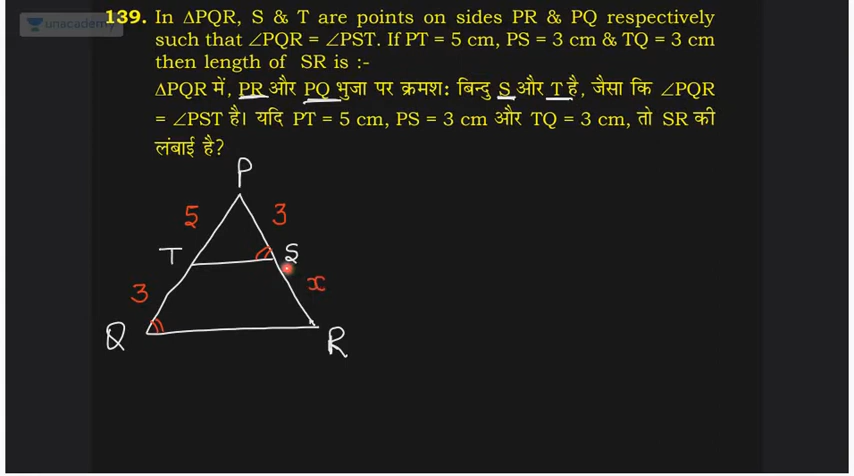 unacademy
139. In ΔPQR, S & T are points on sides PR & PQ respectively
such that ∠PQR = ∠PST. If PT = 5 cm, PS = 3 cm & TQ = 3 cm
then length of SR is :-
ΔPQR में, PR और PQ भुजा पर क्रमश: बिन्दु S और T है, जैसा कि ∠PQR
= ∠PST है। यदि PT = 5 cm, PS = 3 cm और TQ = 3 cm, तो SR की
लंबाई है?
P
5 3
T S
3 x
Q R